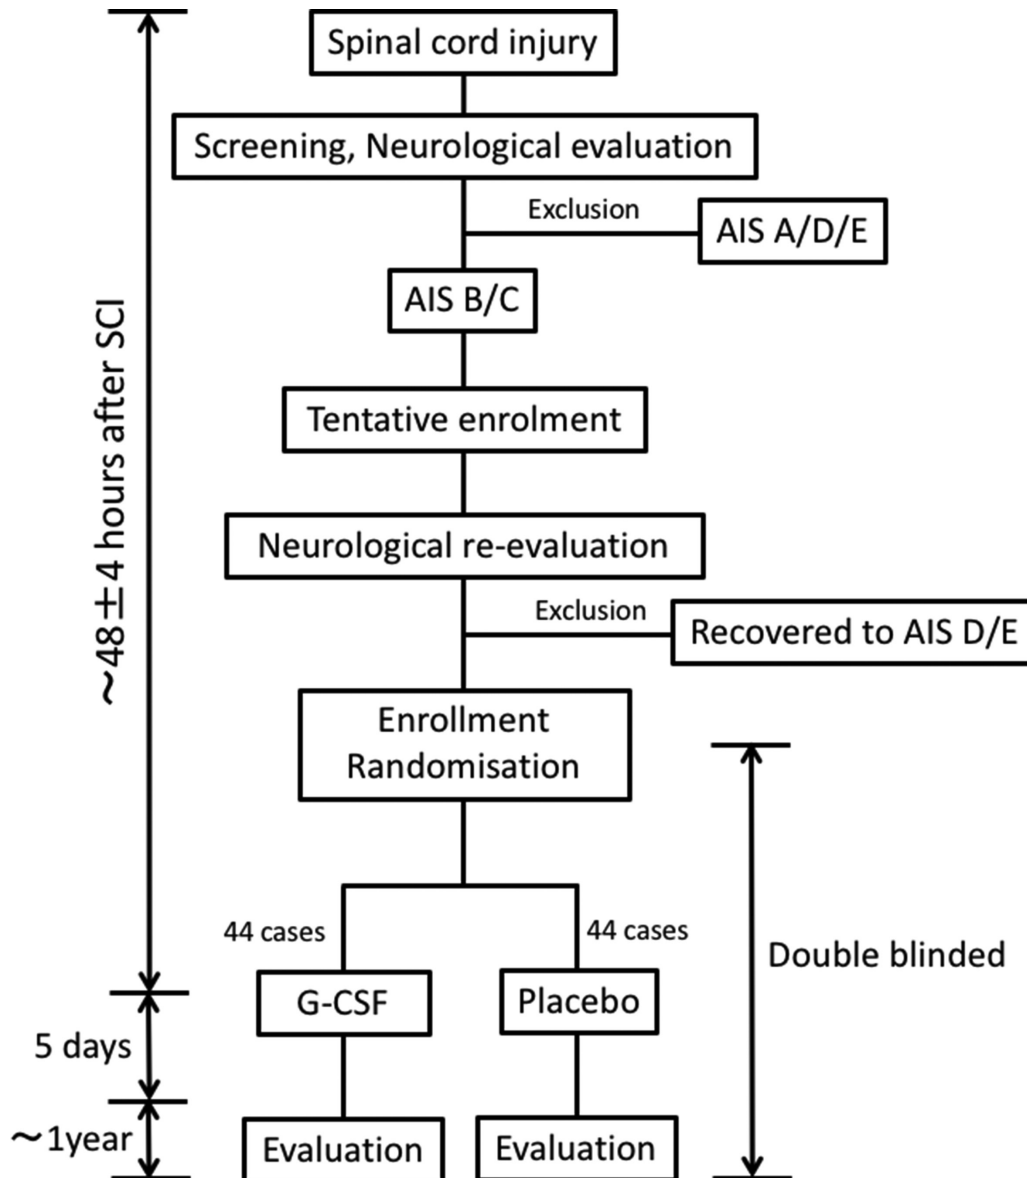 Spinal cord injury
Screening, Neurological evaluation
Exclusion
AIS A/D/E
AIS B/C
Tentative enrolment
Neurological re-evaluation
Exclusion
Recovered to AIS D/E
Enrollment
Randomisation
44 cases
44 cases
G-CSF
Placebo
Evaluation
Evaluation
~48±4 hours after SCI
5 days
~1year
Double blinded